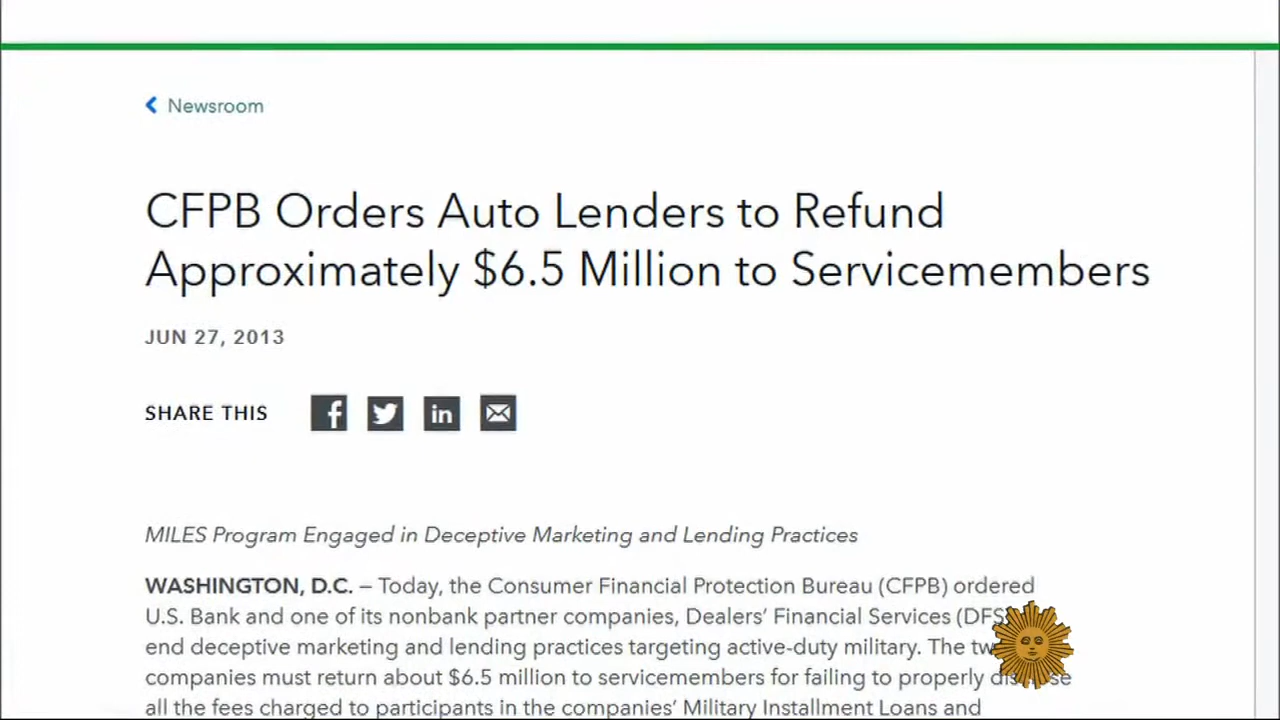 Newsroom
CFPB Orders Auto Lenders to Refund
Approximately $6.5 Million to Servicemembers
JUN 27, 2013
SHARE THIS
MILES Program Engaged in Deceptive Marketing and Lending Practices
WASHINGTON, D.C. – Today, the Consumer Financial Protection Bureau (CFPB) ordered
U.S. Bank and one of its nonbank partner companies, Dealers’ Financial Services (DFS
end deceptive marketing and lending practices targeting active-duty military. The
companies must return about $6.5 million to servicemembers for failing to properly
all the fees charged to participants in the companies’ Military Installment Loans and